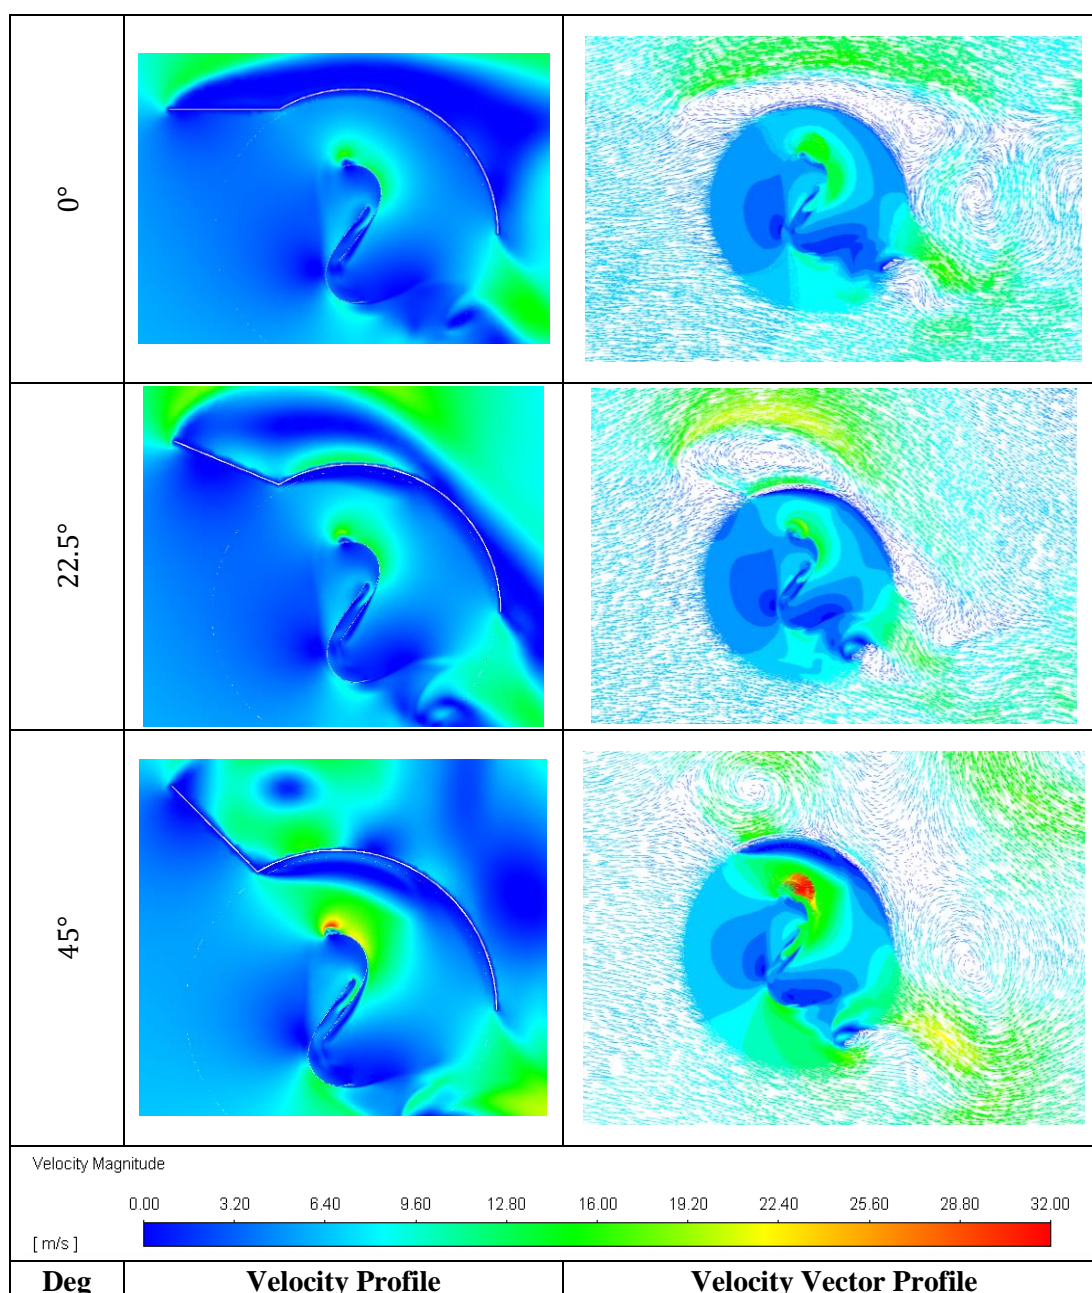 0°
22.5°
45°
Velocity Magnitude
0.00 3.20 6.40 9.60 12.80 16.00 19.20 22.40 25.60 28.80 32.00
[ m/s ]
Deg Velocity Profile Velocity Vector Profile